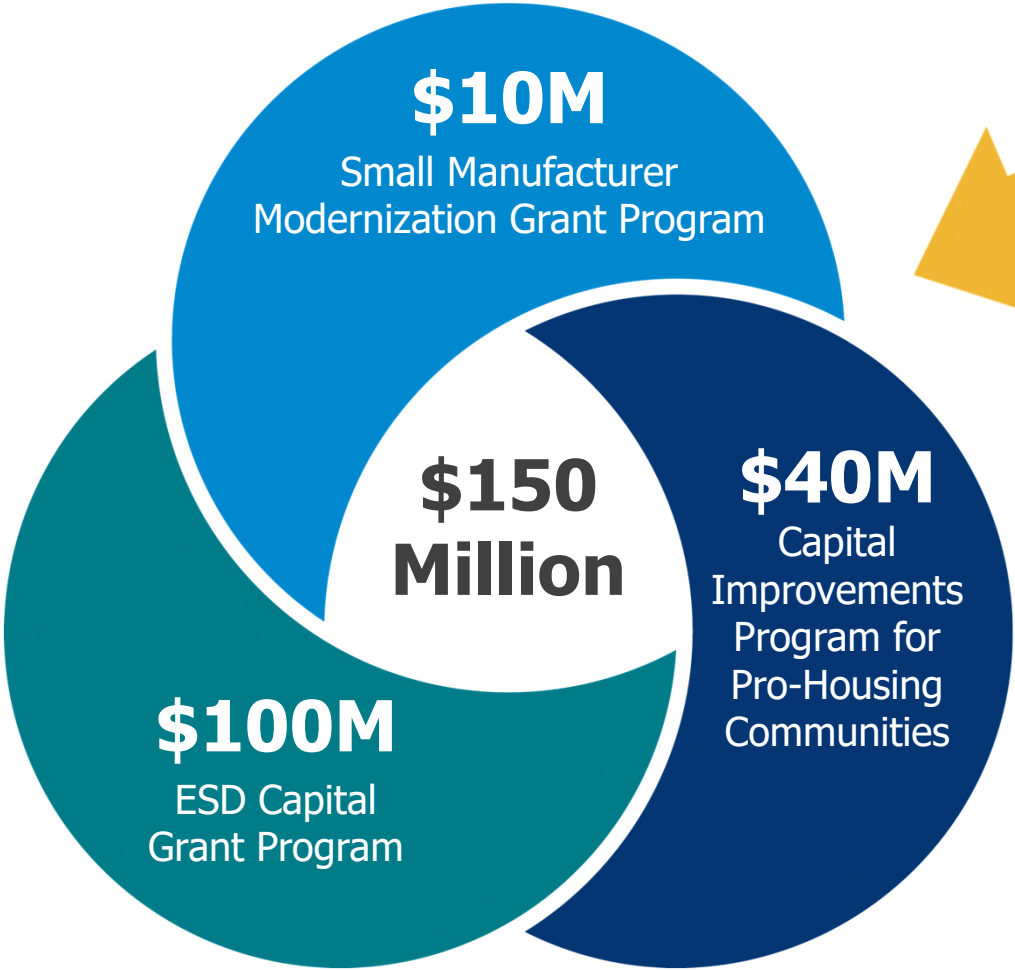 $10M
Small Manufacturer
Modernization Grant Program
$150
Million
$40M
Capital
Improvements
Program for
Pro-Housing
Communities
$100M
ESD Capital
Grant Program